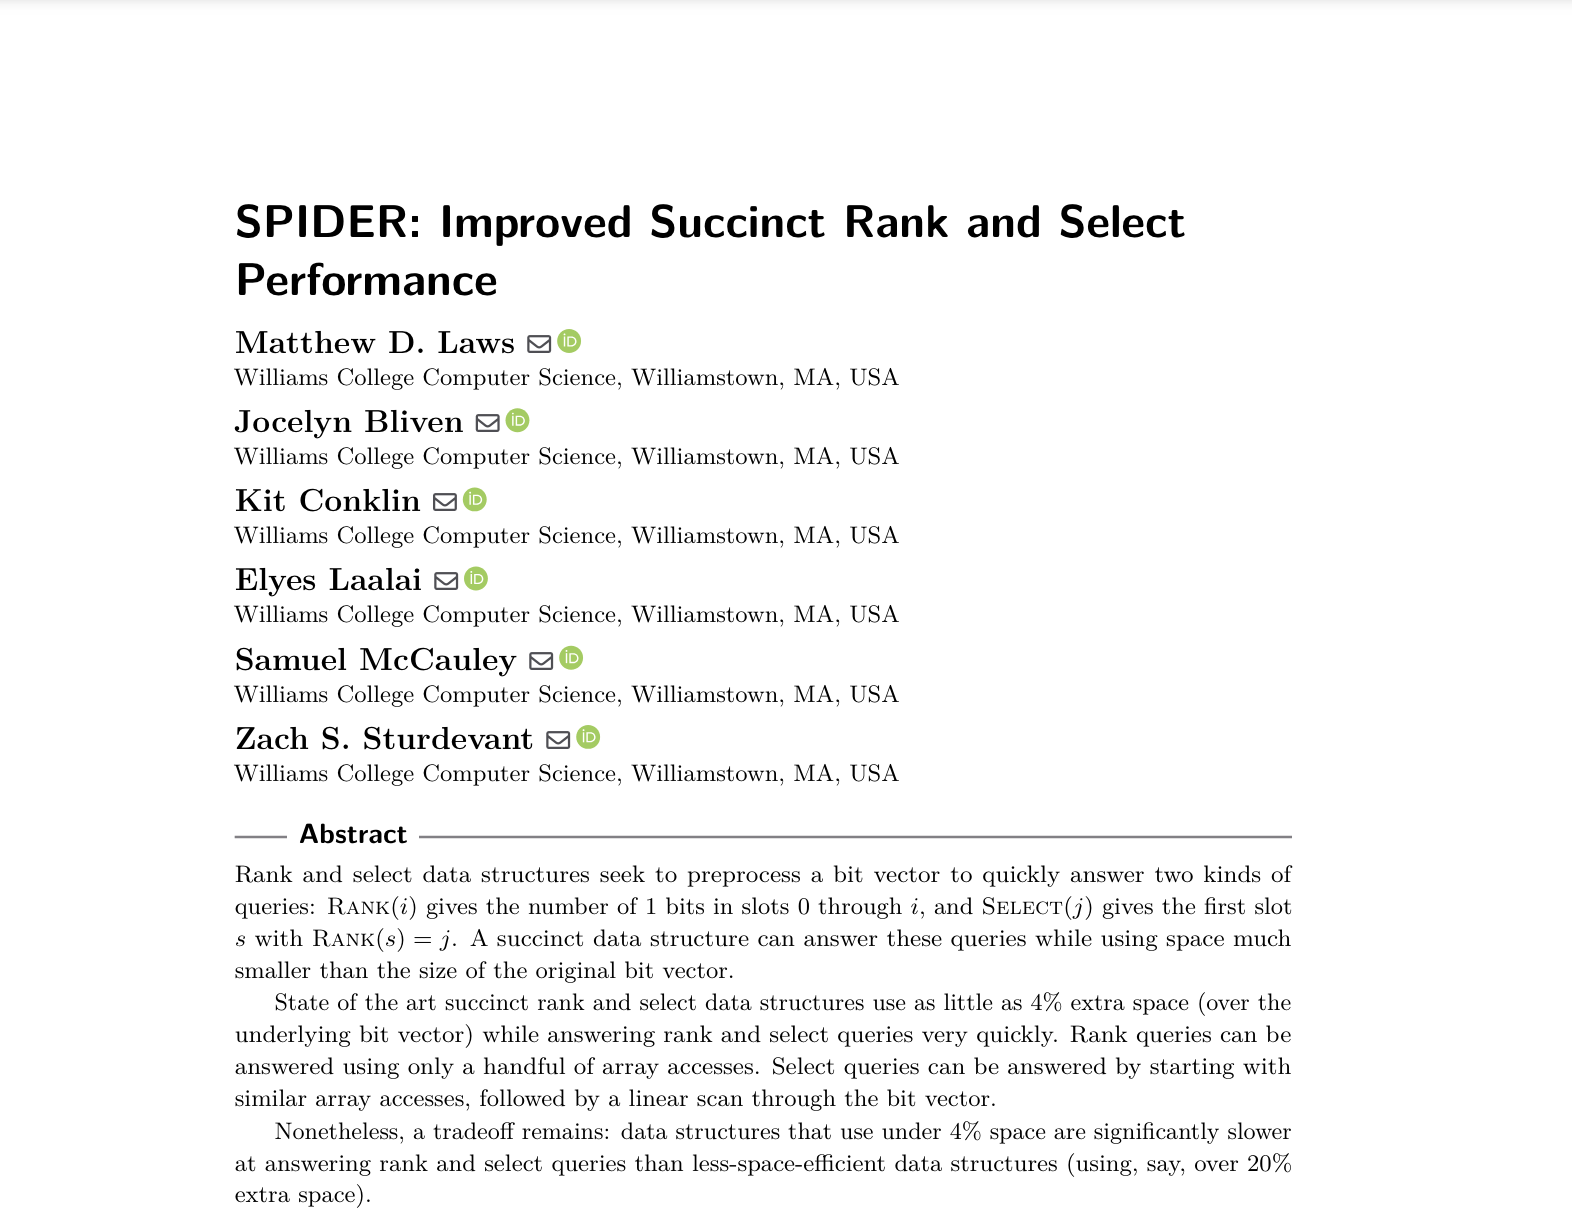 SPIDER: Improved Succinct Rank and Select
Performance
Matthew D. Laws
Williams College Computer Science, Williamstown, MA, USA
Jocelyn Bliven
Williams College Computer Science, Williamstown, MA, USA
Kit Conklin
Williams College Computer Science, Williamstown, MA, USA
Elyes Laalai
Williams College Computer Science, Williamstown, MA, USA
Samuel McCauley
Williams College Computer Science, Williamstown, MA, USA
Zach S. Sturdevant
Williams College Computer Science, Williamstown, MA, USA
Abstract
Rank and select data structures seek to preprocess a bit vector to quickly answer two kinds of
queries: RANK(i) gives the number of 1 bits in slots 0 through i, and SELECT(j) gives the first slot
s with RANK(s) = j. A succinct data structure can answer these queries while using space much
smaller than the size of the original bit vector.
State of the art succinct rank and select data structures use as little as 4% extra space (over the
underlying bit vector) while answering rank and select queries very quickly. Rank queries can be
answered using only a handful of array accesses. Select queries can be answered by starting with
similar array accesses, followed by a linear scan through the bit vector.
Nonetheless, a tradeoff remains: data structures that use under 4% space are significantly slower
at answering rank and select queries than less-space-efficient data structures (using, say, over 20%
extra space).